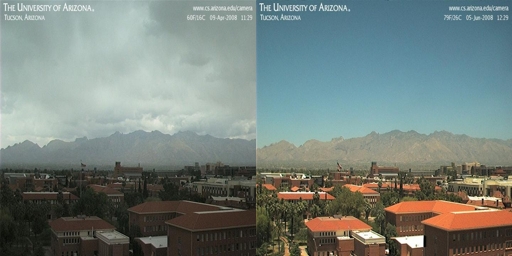 THE UNIVERSITY OF ARIZONA®
www.cs.arizona.edu/camera
TUCSON, ARIZONA
60F/16C 09-Apr-2008 12:29
THE UNIVERSITY OF ARIZONA®
www.cs.arizona.edu/camera
TUCSON, ARIZONA
79F/26C 05-Jun-2008 11:29